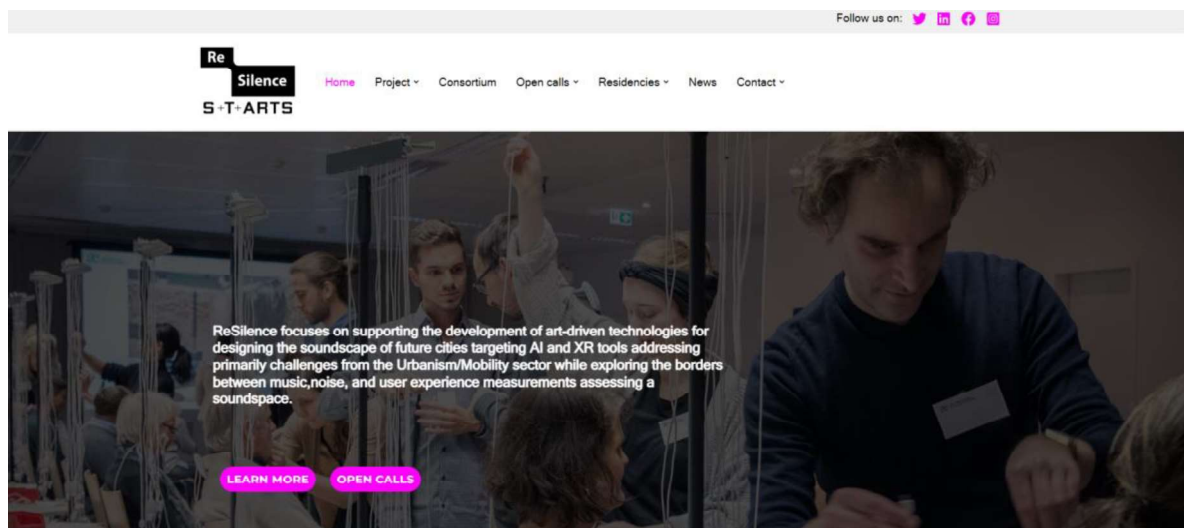 Follow us on:
Re
Silence
S+T+ARTS
Home Project Consortium Open calls Residencies News Contact
ReSilence focuses on supporting the development of art-driven technologies for
designing the soundscape of future cities targeting AI and XR tools addressing
primarily challenges from the Urbanism/Mobility sector while exploring the borders
between music,noise, and user experience measurements assessing a
soundspace.
LEARN MORE OPEN CALLS